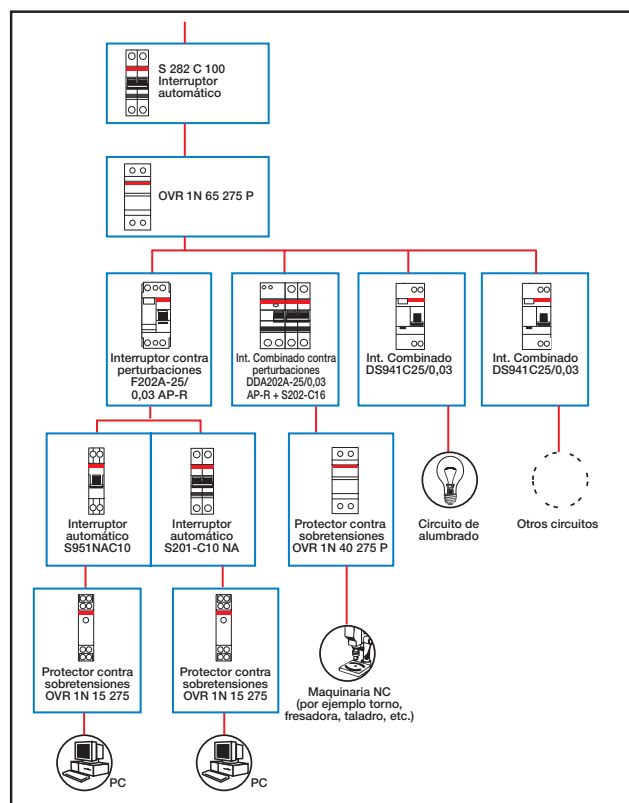 S 282 C 100
Interruptor
automático
OVR 1N 65 275 P
Interruptor contra
perturbaciones
F202A-25/
0,03 AP-R
Int. Combinado contra
perturbaciones
DDA202A-25/0,03
AP-R + S202-C16
Int. Combinado
DS941C25/0,03
Int. Combinado
DS941C25/0,03
Interruptor
automático
S951NAC10
Interruptor
automático
S201-C10 NA
Protector contra
sobretensiones
OVR 1N 40 275 P
Circuito de
alumbrado
Otros circuitos
Protector contra
sobretensiones
OVR 1N 15 275
Protector contra
sobretensiones
OVR 1N 15 275
Maquinaria NC
(por ejemplo torno,
fresadora, taladro, etc.)
PC
PC